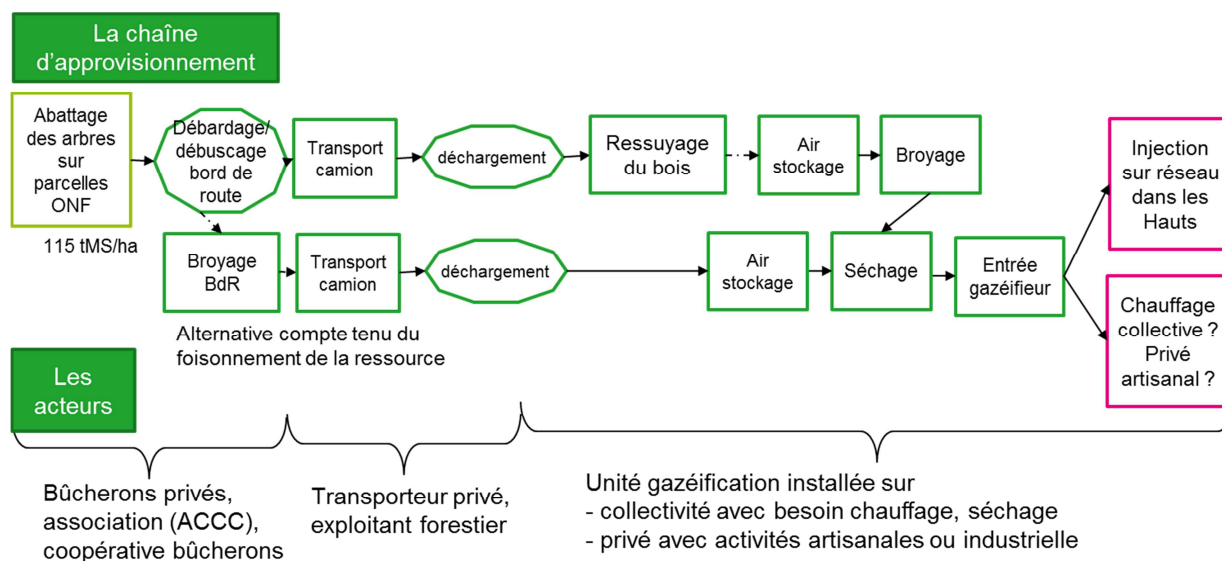 La chaîne
d'approvisionnement
Abattage
des arbres
sur
parcelles
ONF
115 tMS/ha
Débardage/
débuscage
bord de
route
Transport
camion
déchargement
Ressuyage
du bois
Air
stockage
Broyage
Injection
sur réseau
dans les
Hauts
Broyage
BdR
Transport
camion
déchargement
Air
stockage
Séchage
Entrée
gazéifieur
Chauffage
collective ?
Privé
artisanal ?
Alternative compte tenu du
foisonnement de la ressource
Les
acteurs
Bûcherons privés,
association (ACCC),
coopérative bûcherons
Transporteur privé,
exploitant forestier
Unité gazéification installée sur
- collectivité avec besoin chauffage, séchage
- privé avec activités artisanales ou industrielle